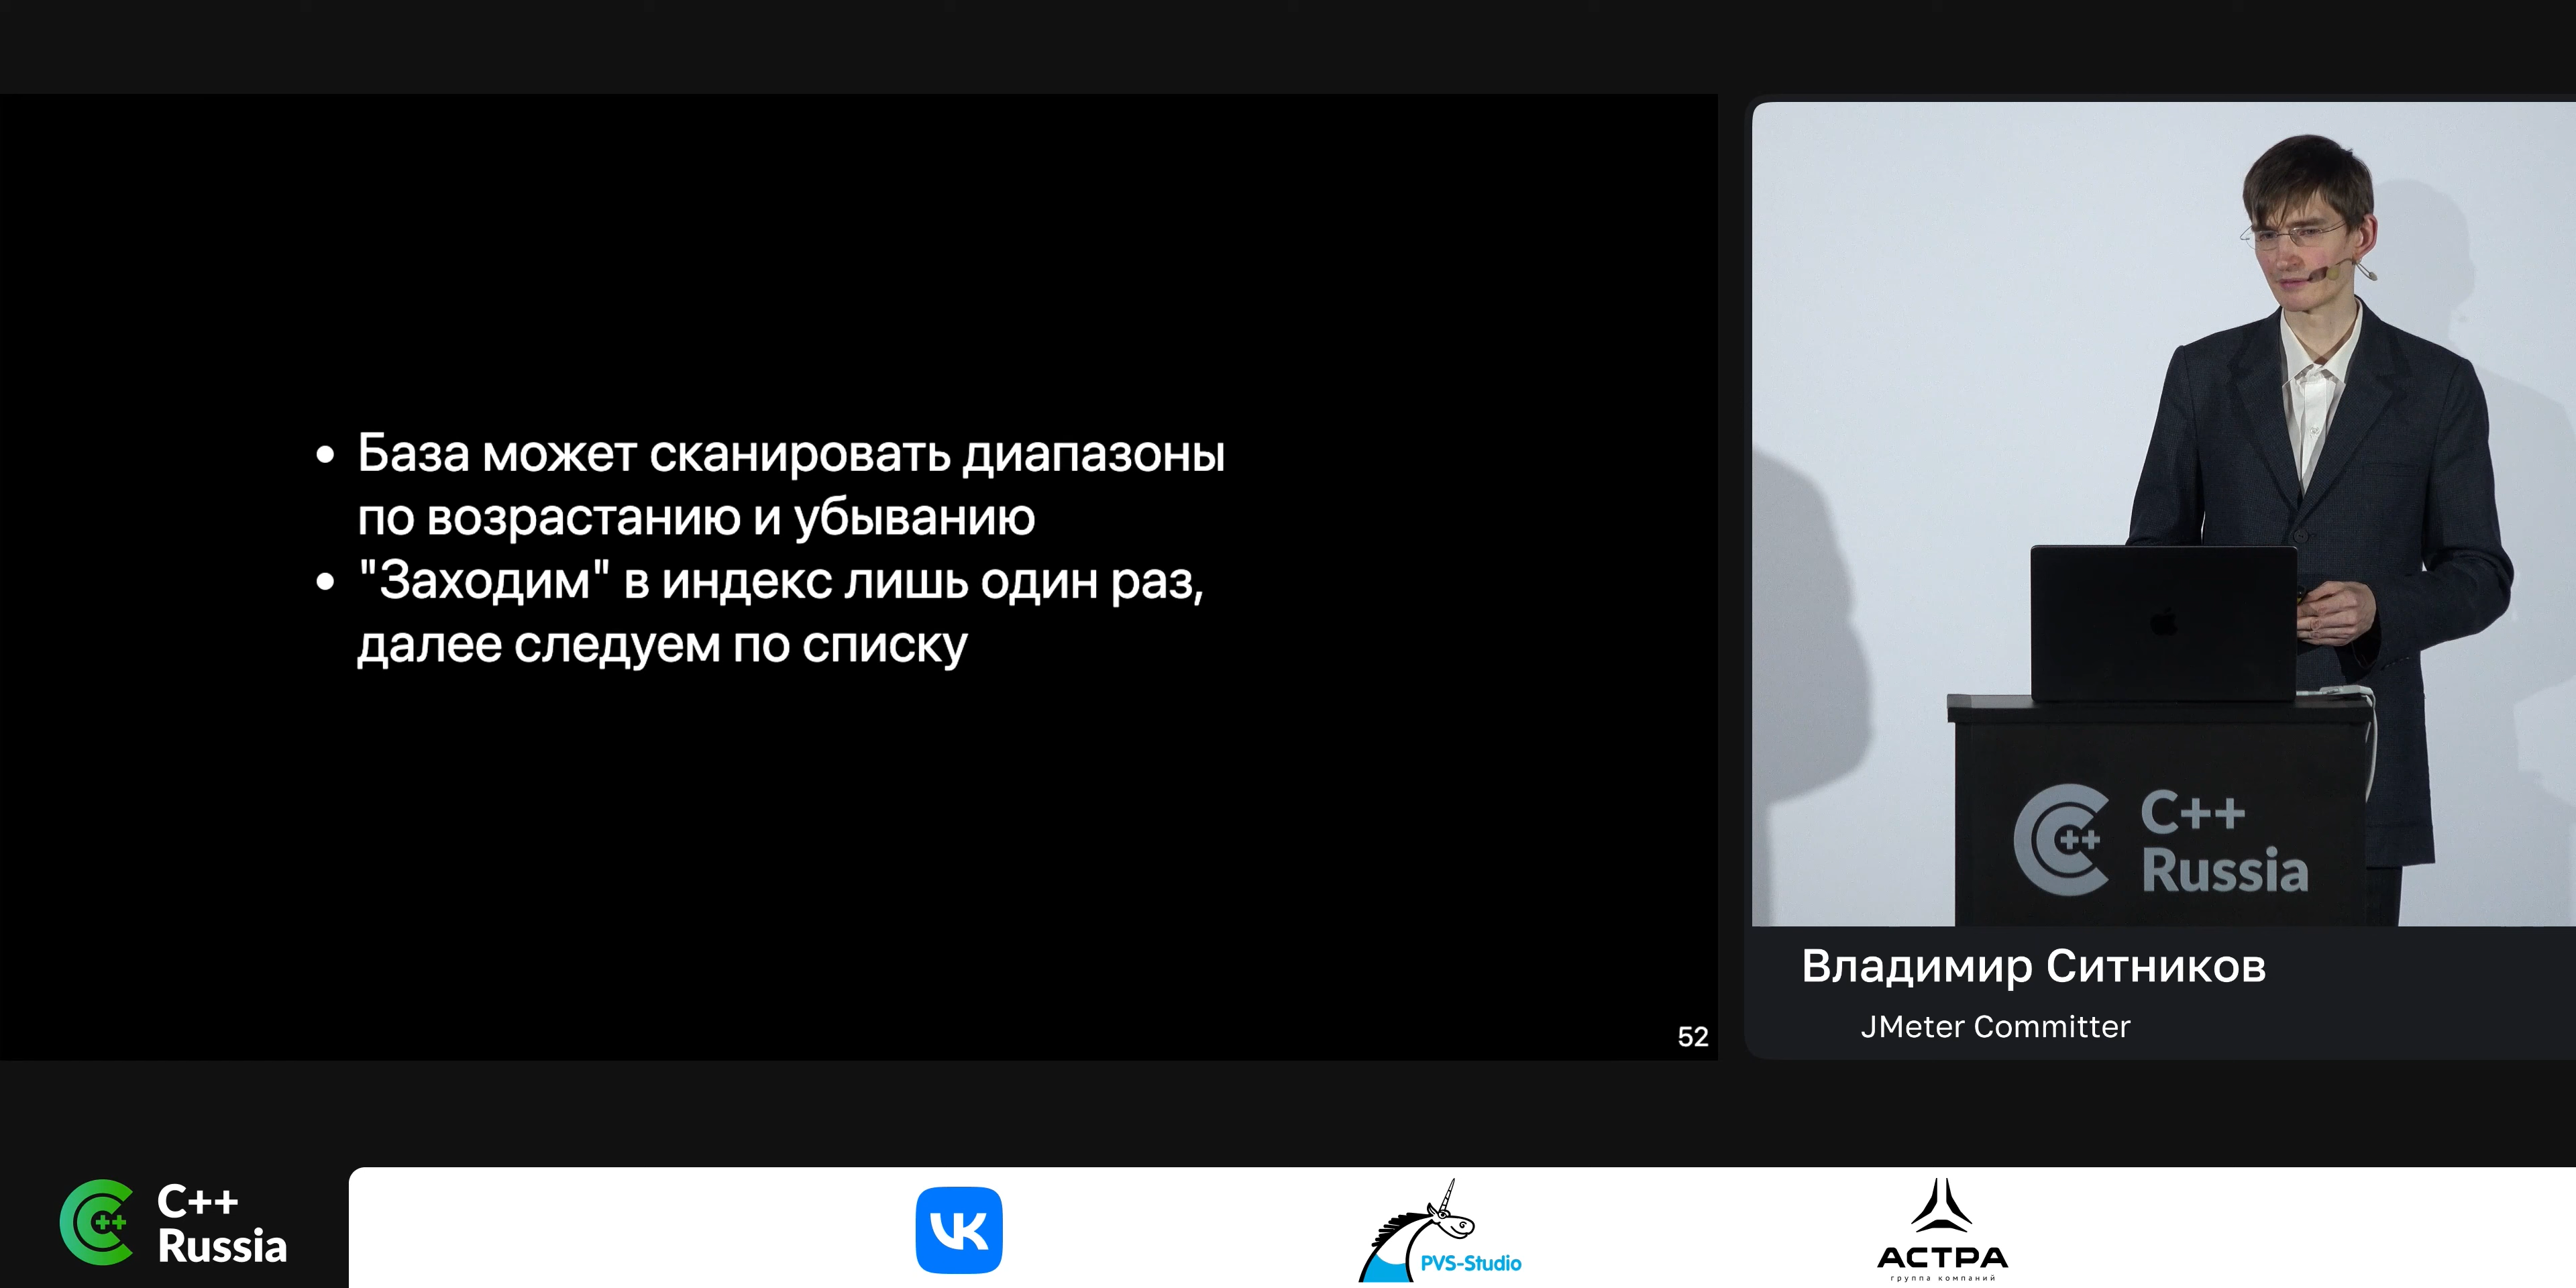 База может сканировать диапазоны
по возрастанию и убыванию
"Заходим" в индекс лишь один раз,
далее следуем по списку
52
C++
C++
Russia
Владимир Ситников
JMeter Committer
C++
C++
Russia
VK
PVS-Studio
АСТРА
группа компаний